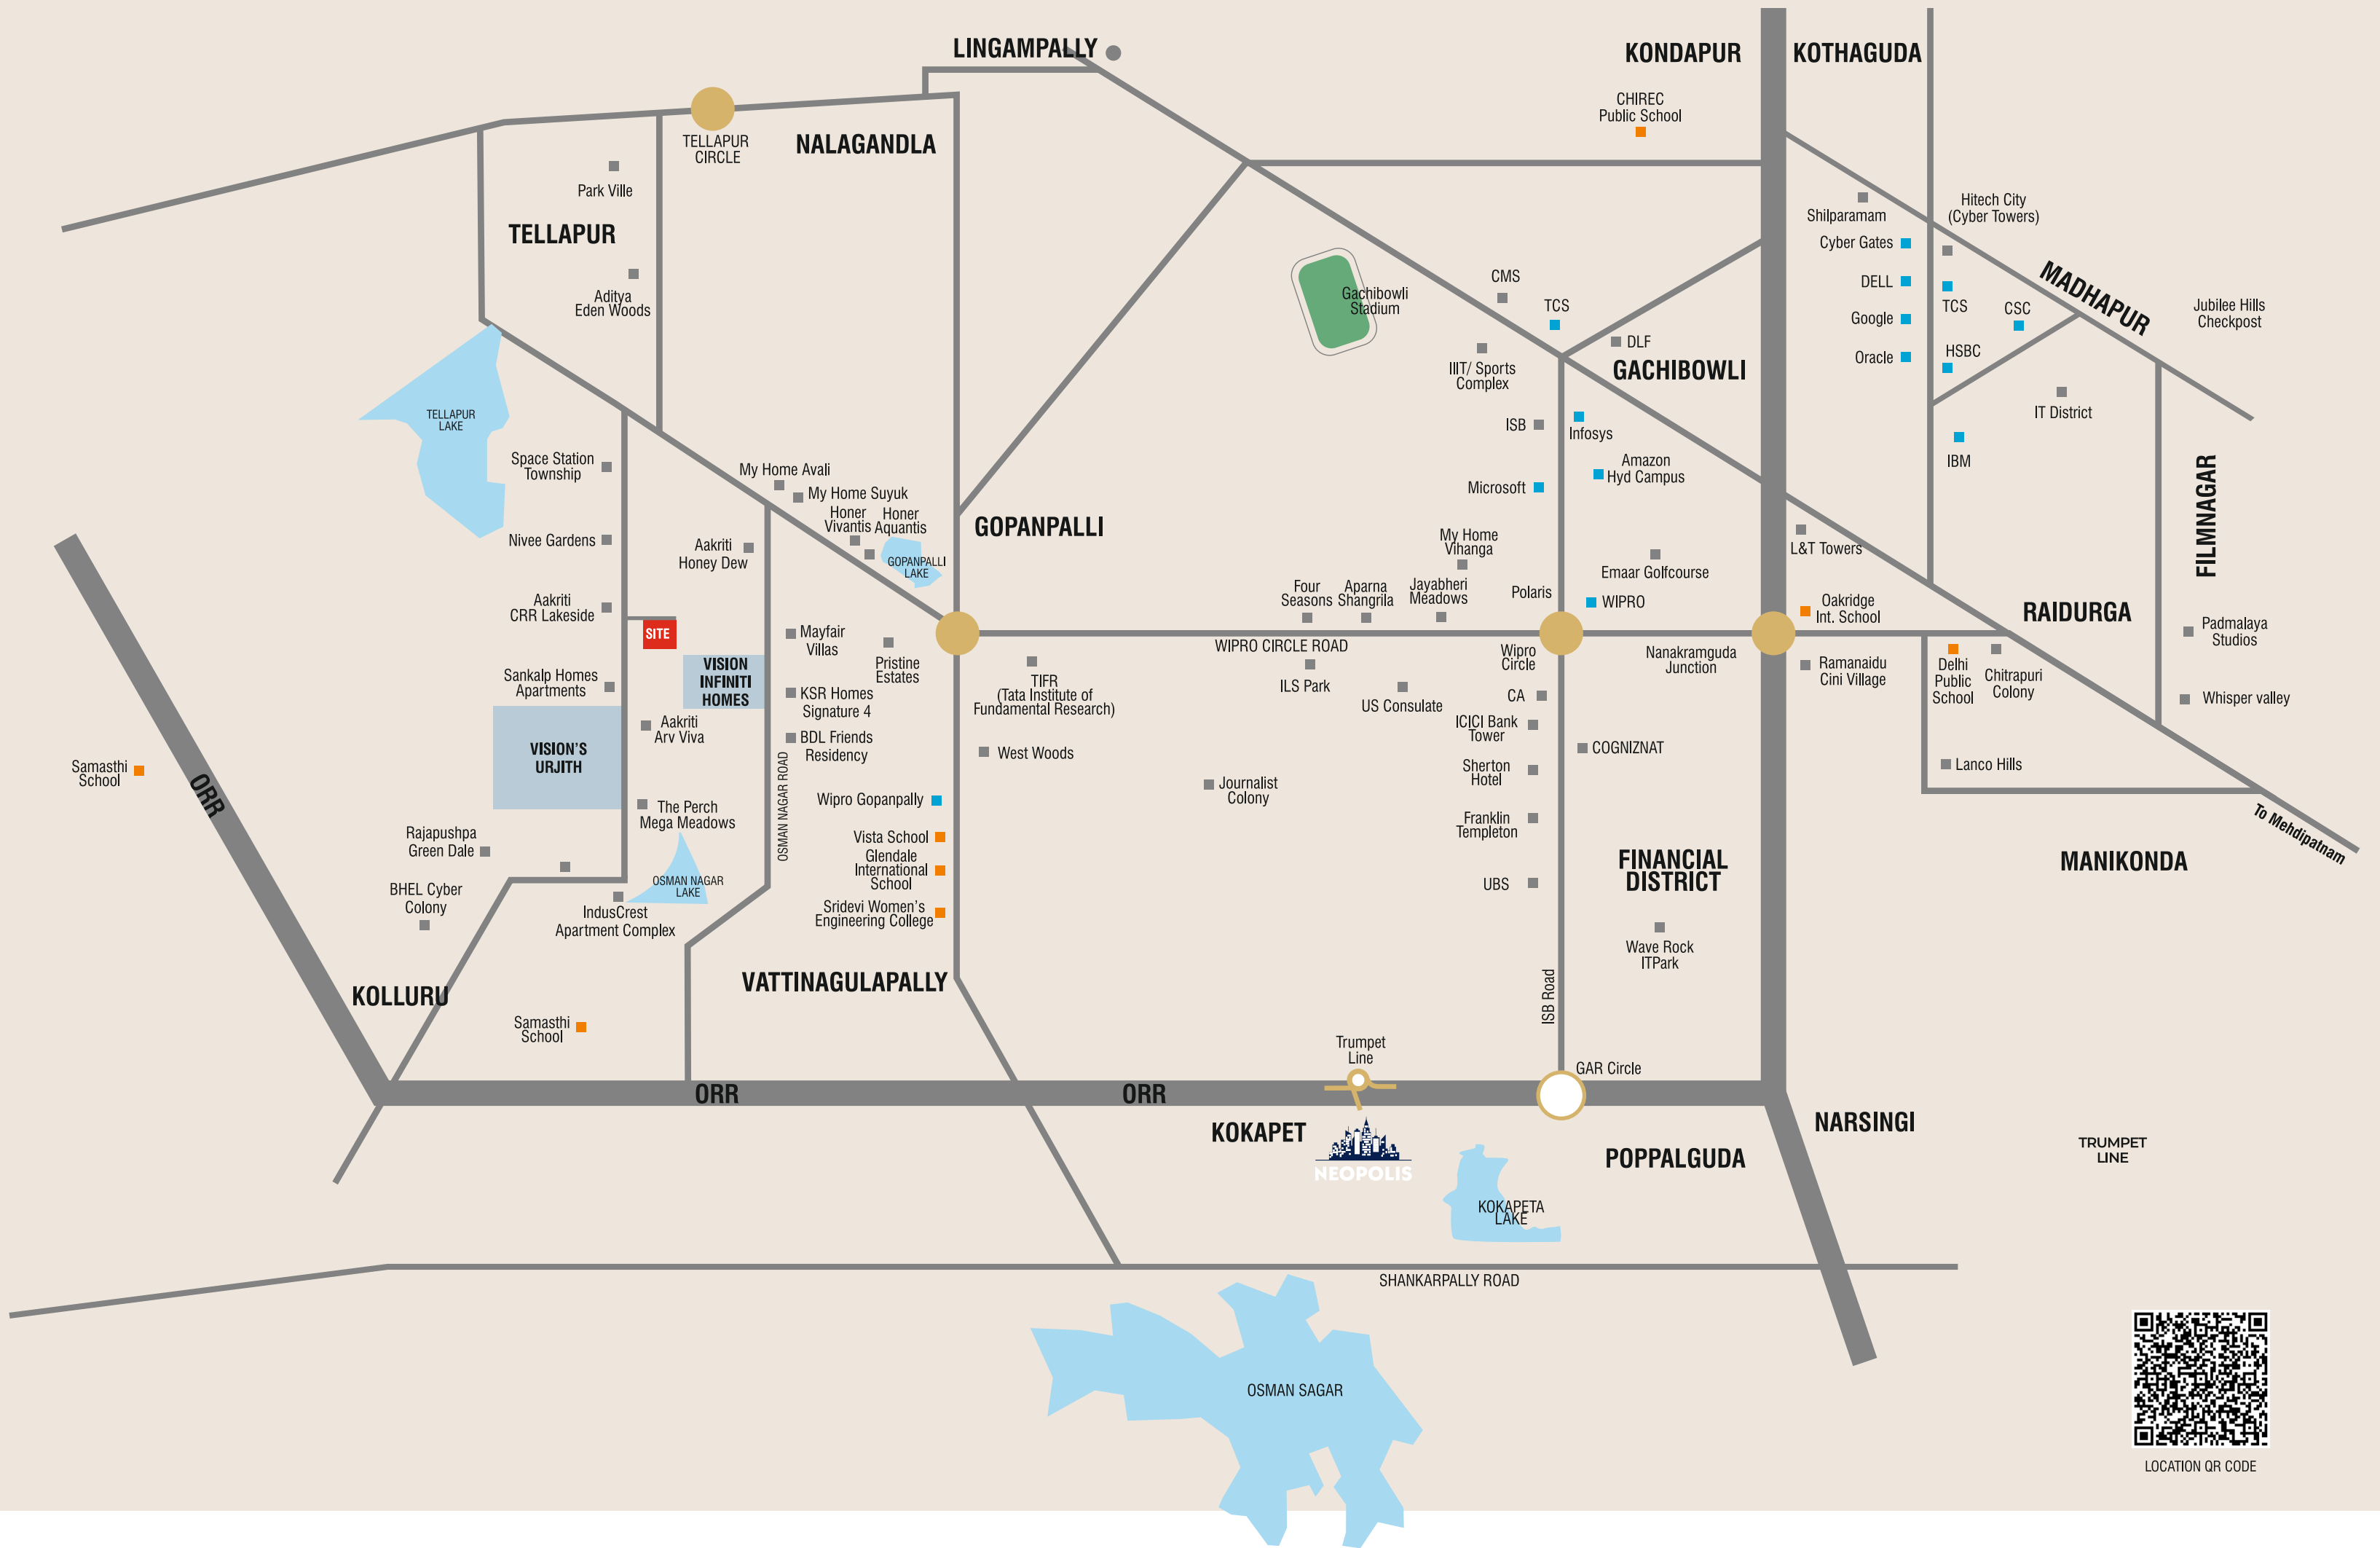 LINGAMPALLY
KONDAPUR
KOTHAGUDA
CHIREC
Public School
TELLAPUR
CIRCLE
NALAGANDLA
Park Ville
TELLAPUR
Aditya
Eden Woods
Shilparamam
Hitech City
(Cyber Towers)
Cyber Gates
DELL
Google
Oracle
TCS
HSBC
CSC
MADHAPUR
Jubilee Hills
Checkpost
IT District
IBM
FILMNAGAR
Gachibowli
Stadium
CMS
TCS
IIIT/ Sports
Complex
DLF
GACHIBOWLI
ISB
Infosys
Amazon
Hyd Campus
Microsoft
TELLAPUR
LAKE
Space Station
Township
My Home Avali
My Home Suyuk
Honer
Vivantis
Honer
Aquantis
GOPANPALLI
GOPANPALLI
LAKE
Nivee Gardens
Aakriti
Honey Dew
Aakriti
CRR Lakeside
SITE
My Home
Vihanga
Four
Seasons
Aparna
Shangrila
Jayabheri
Meadows
Polaris
Emaar Golfcourse
WIPRO
L&T Towers
Oakridge
Int. School
RAIDURGA
Padmalaya
Studios
Mayfair
Villas
Pristine
Estates
WIPRO CIRCLE ROAD
Wipro
Circle
Nanakramguda
Junction
Ramanaidu
Cini Village
Delhi
Public
School
Chitrapuri
Colony
Whisper valley
Sankalp Homes
Apartments
VISION
INFINITI
HOMES
KSR Homes
Signature 4
TIFR
(Tata Institute of
Fundamental Research)
ILS Park
US Consulate
CA
ICICI Bank
Tower
COGNIZNAT
Aakriti
Arv Viva
BDL Friends
Residency
West Woods
VISION'S
URJITH
Samasthi
School
ORR
OSMAN NAGAR ROAD
Sherton
Hotel
Lanco Hills
Journalist
Colony
Wipro Gopanpally
The Perch
Mega Meadows
Franklin
Templeton
To Mehdipatnam
Rajapushpa
Green Dale
Vista School
Glendale
International
School
FINANCIAL
DISTRICT
MANIKONDA
BHEL Cyber
Colony
OSMAN NAGAR
LAKE
UBS
IndusCrest
Apartment Complex
Sridevi Women's
Engineering College
Wave Rock
ITPark
KOLLURU
VATTINAGULAPALLY
ISB Road
Samasthi
School
Trumpet
Line
GAR Circle
ORR
ORR
KOKAPET
NEOPOLIS
POPPALGUDA
NARSINGI
TRUMPET
LINE
KOKAPETA
LAKE
SHANKARPALLY ROAD
OSMAN SAGAR
LOCATION QR CODE